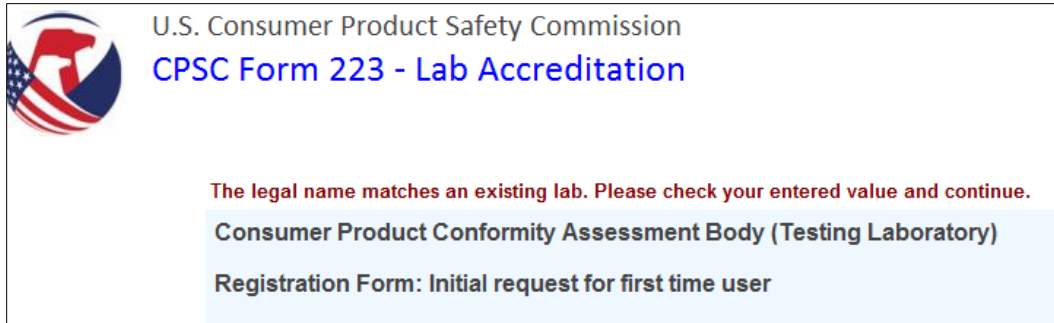 U.S. Consumer Product Safety Commission
CPSC Form 223 - Lab Accreditation
The legal name matches an existing lab. Please check your entered value and continue.
Consumer Product Conformity Assessment Body (Testing Laboratory)
Registration Form: Initial request for first time user